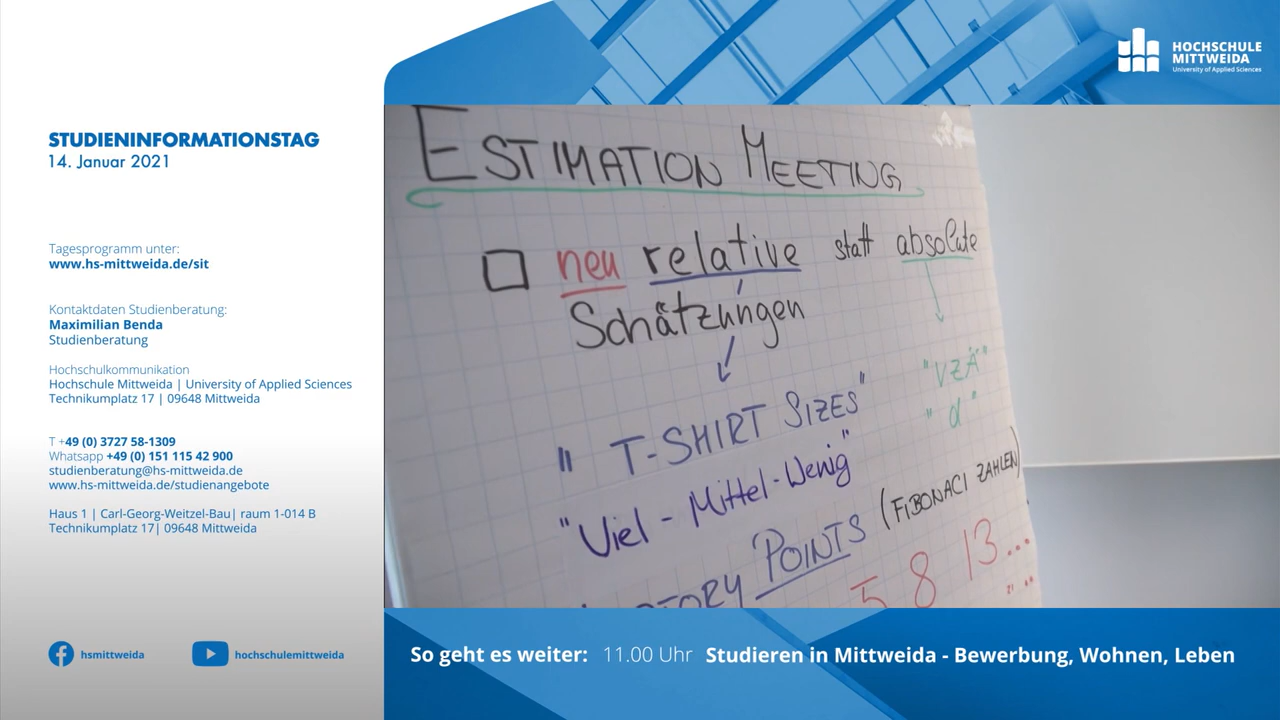 HOCHSCHULE
MITTWEIDA
University of Applied Sciences
STUDIENINFORMATIONSTAG
14. Januar 2021
Tagesprogramm unter:
www.hs-mittweida.de/sit
Kontaktdaten Studienberatung:
Maximilian Benda
Studienberatung
Hochschulkommunikation
Hochschule Mittweida | University of Applied Sciences
Technikumplatz 17 | 09648 Mittweida
T +49 (0) 3727 58-1309
Whatsapp +49 (0) 151 115 42 900
studienberatung@hs-mittweida.de
www.hs-mittweida.de/studienangebote
Haus 1 | Carl-Georg-Weitzel-Bau| raum 1-014 B
Technikumplatz 17| 09648 Mittweida
hsmittweida
hochschulemittweida
ESTIMATION MEETING
neu relative statt absolute
Schätzungen
"VZÄ"
"d"
"T-SHIRT SIZES"
"Viel - Mittel - Wenig"
STORY POINTS (FIBONACI ZAHLEN)
5 8 13...
So geht es weiter: 11.00 Uhr Studieren in Mittweida - Bewerbung, Wohnen, Leben